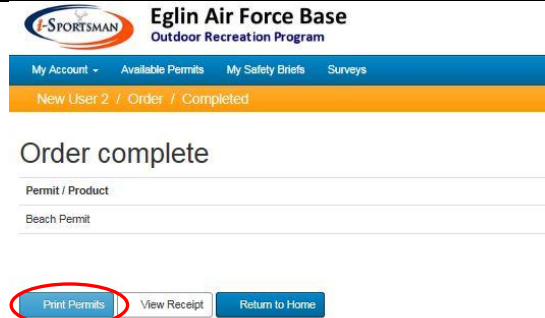 i-SPORTSMAN
Eglin Air Force Base
Outdoor Recreation Program
My Account Available Permits My Safety Briefs Surveys
New User 2 / Order / Completed
Order complete
Permit / Product
Beach Permit
Print Permits View Receipt Return to Home